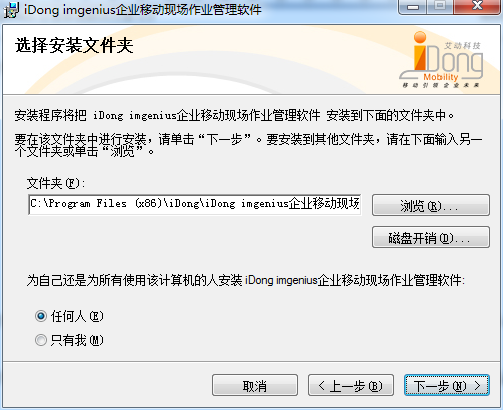 iDong imgenius企业移动现场作业管理软件
选择安装文件夹
艾动科技
iDong
Mobility
移动引领企业未来
安装程序将把 iDong imgenius企业移动现场作业管理软件 安装到下面的文件夹中。
要在该文件夹中进行安装，请单击“下一步”。要安装到其他文件夹，请在下面输入另一
个文件夹或单击“浏览”。
文件夹(F):
C:\Program Files (x86)\iDong\iDong imgenius企业移动现场
浏览(R)...
磁盘开销(D)...
为自己还是为所有使用该计算机的人安装 iDong imgenius企业移动现场作业管理软件:
任何人(E)
只有我(M)
取消
< 上一步(B)
下一步(N) >